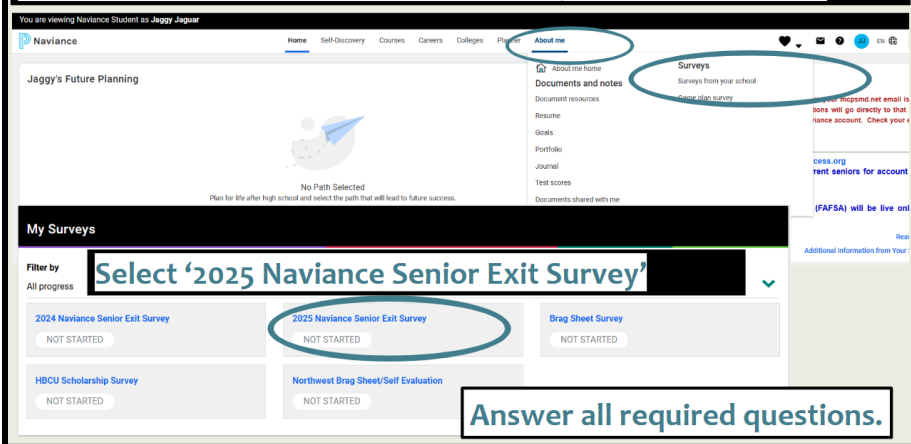 You are viewing Naviance Student as Jaggy Jaguar
Naviance
Home Self-Discovery Courses Careers Colleges Planner About me
JJ EN
Jaggy's Future Planning
No Path Selected
Plan for life after high school and select the path that will lead to future success.
About me home
Documents and notes
Document resources
Resume
Goals
Portfolio
Journal
Test scores
Documents shared with me
Surveys
Surveys from your school
Game plan survey
your mcpsmd.net email is
tions will go directly to that
viance account. Check your e
cess.org
rent seniors for account
(FAFSA) will be live onl
Rea
Additional Information from Your
My Surveys
Filter by
All progress
Select '2025 Naviance Senior Exit Survey'
2024 Naviance Senior Exit Survey
NOT STARTED
2025 Naviance Senior Exit Survey
NOT STARTED
Brag Sheet Survey
NOT STARTED
HBCU Scholarship Survey
NOT STARTED
Northwest Brag Sheet/Self Evaluation
NOT STARTED
Answer all required questions.